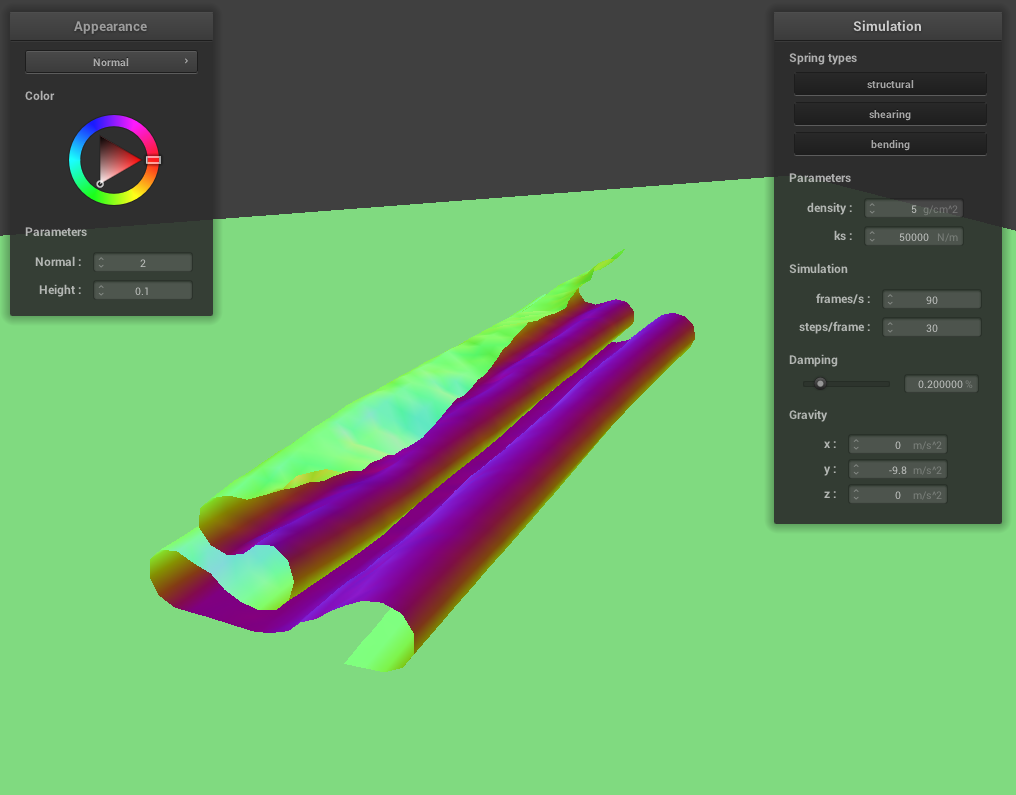 Appearance
Normal
Color
Parameters
Normal : 2
Height : 0.1
Simulation
Spring types
structural
shearing
bending
Parameters
density : 5 g/cm^2
ks : 50000 N/m
Simulation
frames/s : 90
steps/frame : 30
Damping
0.200000 %
Gravity
x : 0 m/s^2
y : -9.8 m/s^2
z : 0 m/s^2